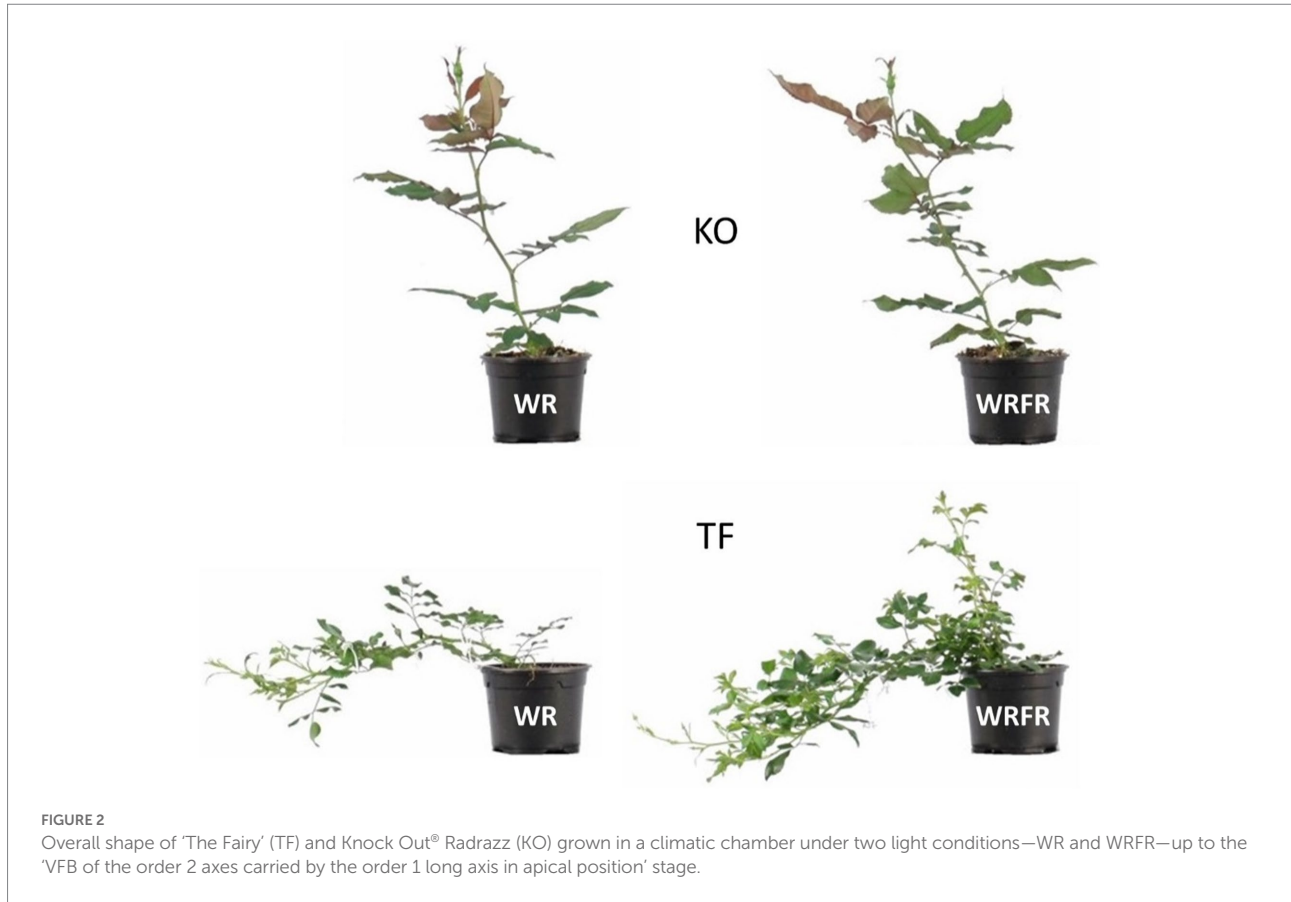 KO
WR
WRFR
TF
WR
WRFR
FIGURE 2
Overall shape of ‘The Fairy’ (TF) and Knock Out® Radrazz (KO) grown in a climatic chamber under two light conditions—WR and WRFR—up to the
‘VFB of the order 2 axes carried by the order 1 long axis in apical position’ stage.